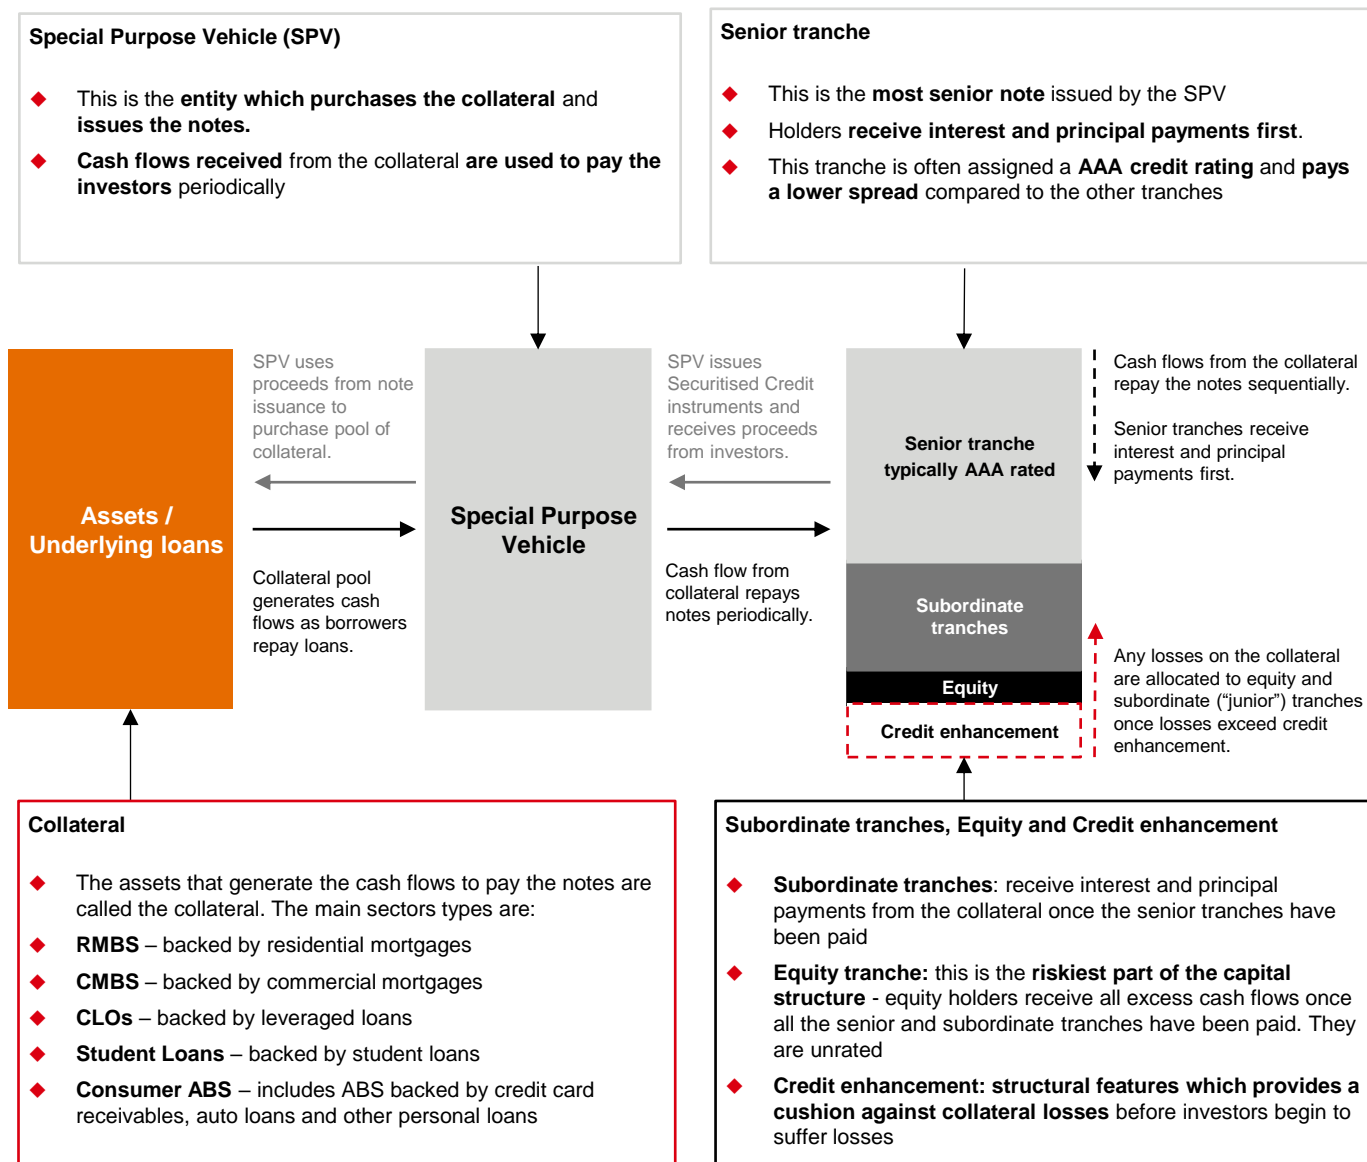 Special Purpose Vehicle (SPV)
This is the entity which purchases the collateral and
issues the notes.
Cash flows received from the collateral are used to pay the
investors periodically
Senior tranche
This is the most senior note issued by the SPV
Holders receive interest and principal payments first.
This tranche is often assigned a AAA credit rating and pays
a lower spread compared to the other tranches
Assets /
Underlying loans
SPV uses
proceeds from note
issuance to
purchase pool of
collateral.
Collateral pool
generates cash
flows as borrowers
repay loans.
Special Purpose
Vehicle
SPV issues
Securitised Credit
instruments and
receives proceeds
from investors.
Cash flow from
collateral repays
notes periodically.
Senior tranche
typically AAA rated
Subordinate
tranches
Equity
Credit enhancement
Cash flows from the collateral
repay the notes sequentially.
Senior tranches receive
interest and principal
payments first.
Any losses on the collateral
are allocated to equity and
subordinate (“junior”) tranches
once losses exceed credit
enhancement.
Collateral
The assets that generate the cash flows to pay the notes are
called the collateral. The main sectors types are:
RMBS – backed by residential mortgages
CMBS – backed by commercial mortgages
CLOs – backed by leveraged loans
Student Loans – backed by student loans
Consumer ABS – includes ABS backed by credit card
receivables, auto loans and other personal loans
Subordinate tranches, Equity and Credit enhancement
Subordinate tranches: receive interest and principal
payments from the collateral once the senior tranches have
been paid
Equity tranche: this is the riskiest part of the capital
structure - equity holders receive all excess cash flows once
all the senior and subordinate tranches have been paid. They
are unrated
Credit enhancement: structural features which provides a
cushion against collateral losses before investors begin to
suffer losses